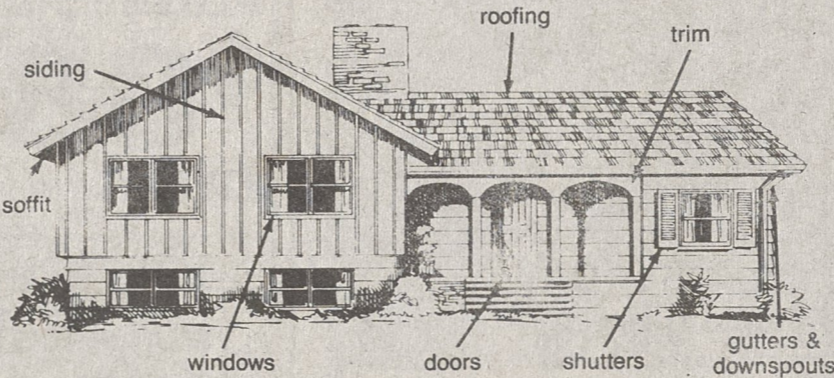 roofing
trim
siding
soffit
windows
doors
shutters
gutters &
downspouts